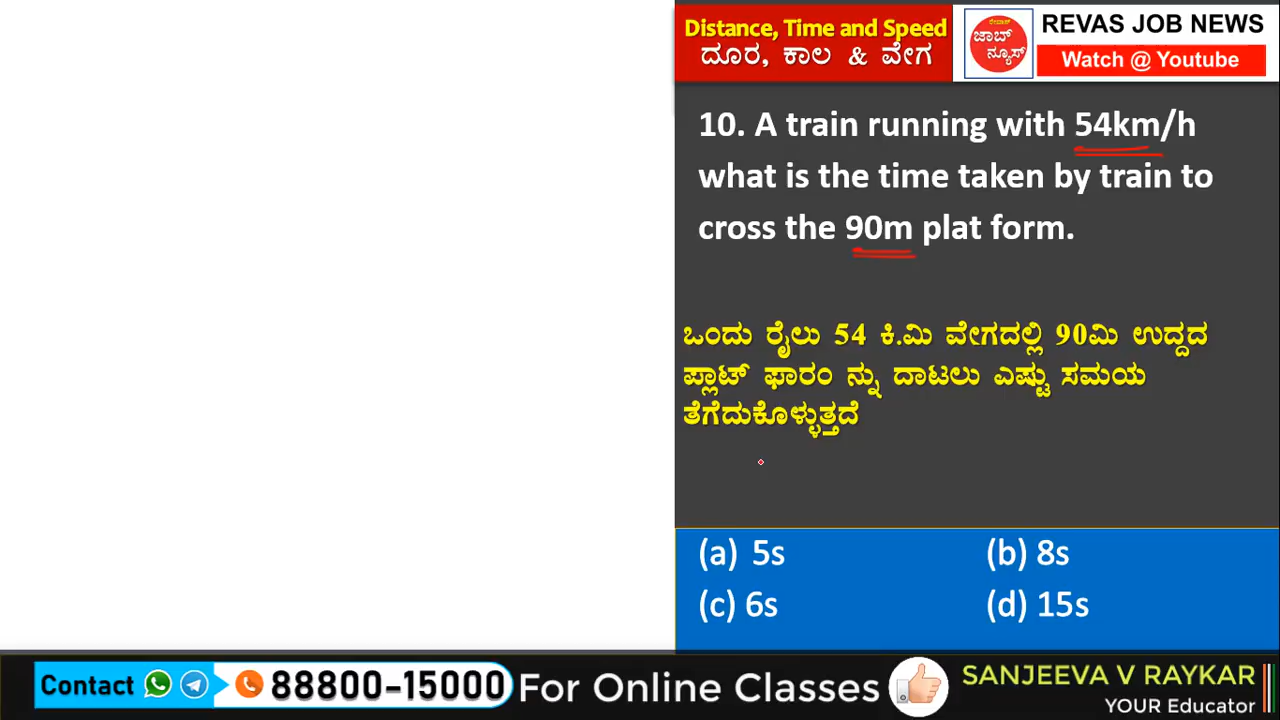 Distance, Time and Speed
ದೂರ, ಕಾಲ & ವೇಗ
ರೇವಾಸ್
ಜಾಬ್
ನ್ಯೂಸ್
REVAS JOB NEWS
Watch @ Youtube
10. A train running with 54km/h
what is the time taken by train to
cross the 90m plat form.
ಒಂದು ರೈಲು 54 ಕಿ.ಮಿ ವೇಗದಲ್ಲಿ 90ಮಿ ಉದ್ದದ
ಪ್ಲಾಟ್ ಫಾರಂ ನ್ನು ದಾಟಲು ಎಷ್ಟು ಸಮಯ
ತೆಗೆದುಕೊಳ್ಳುತ್ತದೆ
(a) 5s (b) 8s
(c) 6s (d) 15s
Contact 88800-15000 For Online Classes
SANJEEVA V RAYKAR
YOUR Educator